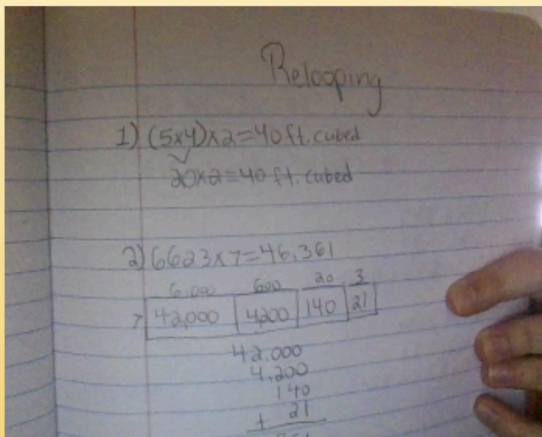 Relooping
1) (5x4)x2=40 ft. cubed
20x2=40 ft. cubed
2) 6623x7=46,361
6,000 600 20 3
7 42,000 4,200 140 21
42,000
4,200
140
+ 21